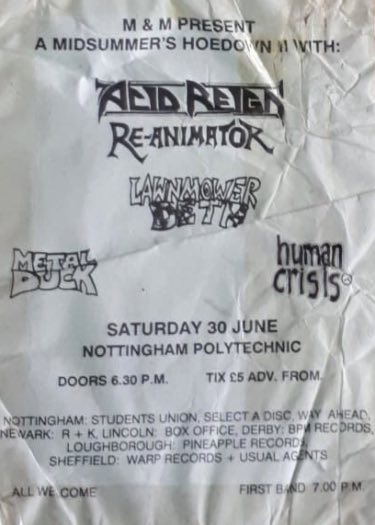 M & M PRESENT
A MIDSUMMER'S HOEDOWN II WITH:
ACID REIGN
RE-ANIMATOR
LAWNMOWER
DETH
METAL
DUCK
human
crisis
SATURDAY 30 JUNE
NOTTINGHAM POLYTECHNIC
DOORS 6.30 P.M. TIX £5 ADV. FROM.
NOTTINGHAM: STUDENTS UNION, SELECT A DISC, WAY AHEAD,
NEWARK: R + K, LINCOLN: BOX OFFICE, DERBY: BPM RECORDS,
LOUGHBOROUGH: PINEAPPLE RECORDS,
SHEFFIELD: WARP RECORDS + USUAL AGENTS
ALL WELCOME FIRST BAND 7.00 P.M.